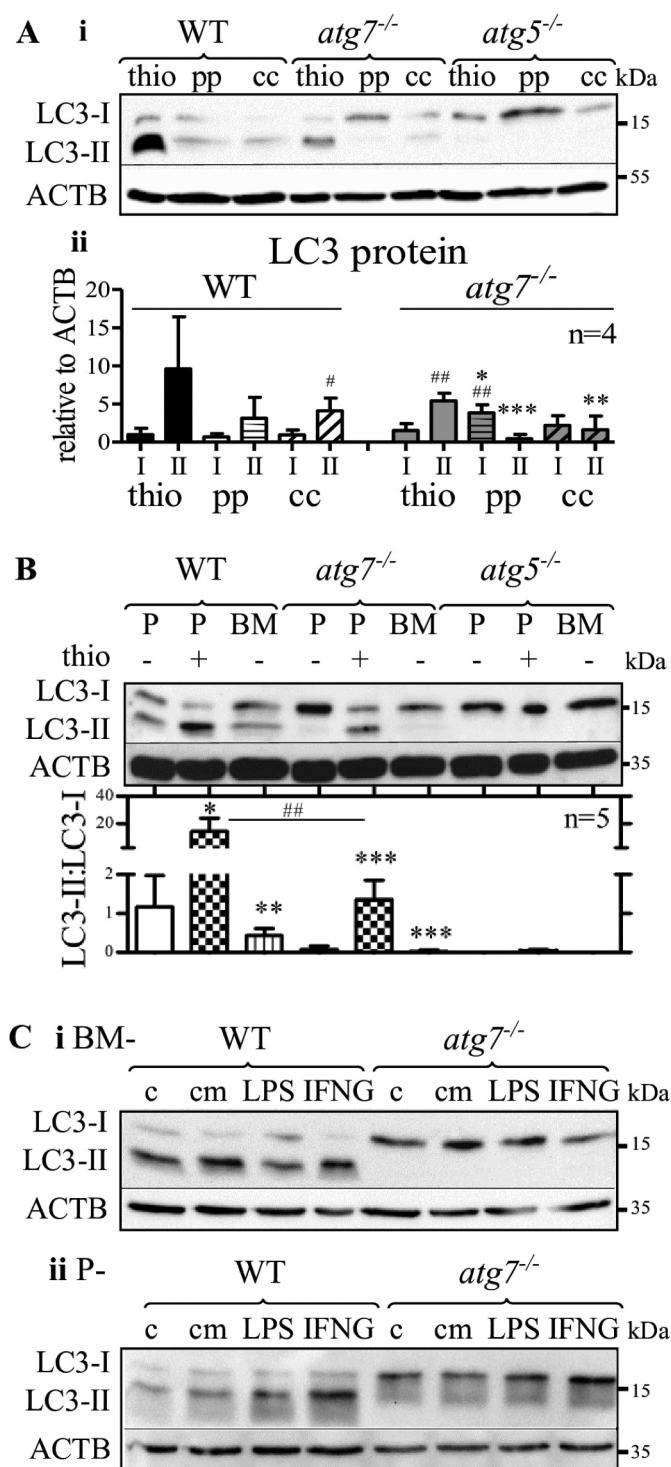 A i WT atg7-/- atg5-/-
thio pp cc thio pp cc thio pp cc kDa
LC3-I
15
LC3-II
55
ACTB
ii LC3 protein
WT atg7-/-
relative to ACTB
20
15
10
5
0
n=4
# ## * ## *** **
I II I II I II I II I II I II
thio pp cc thio pp cc
B WT atg7-/- atg5-/-
P P BM P P BM P P BM
thio - + - - + - - + - kDa
LC3-I
15
LC3-II
ACTB
35
LC3-II:LC3-I
40
20
2
1
0
* ## n=5
** *** ***
C i BM- WT atg7-/-
c cm LPS IFNG c cm LPS IFNG kDa
LC3-I
15
LC3-II
ACTB
35
ii P- WT atg7-/-
c cm LPS IFNG c cm LPS IFNG kDa
LC3-I
15
LC3-II
ACTB
35